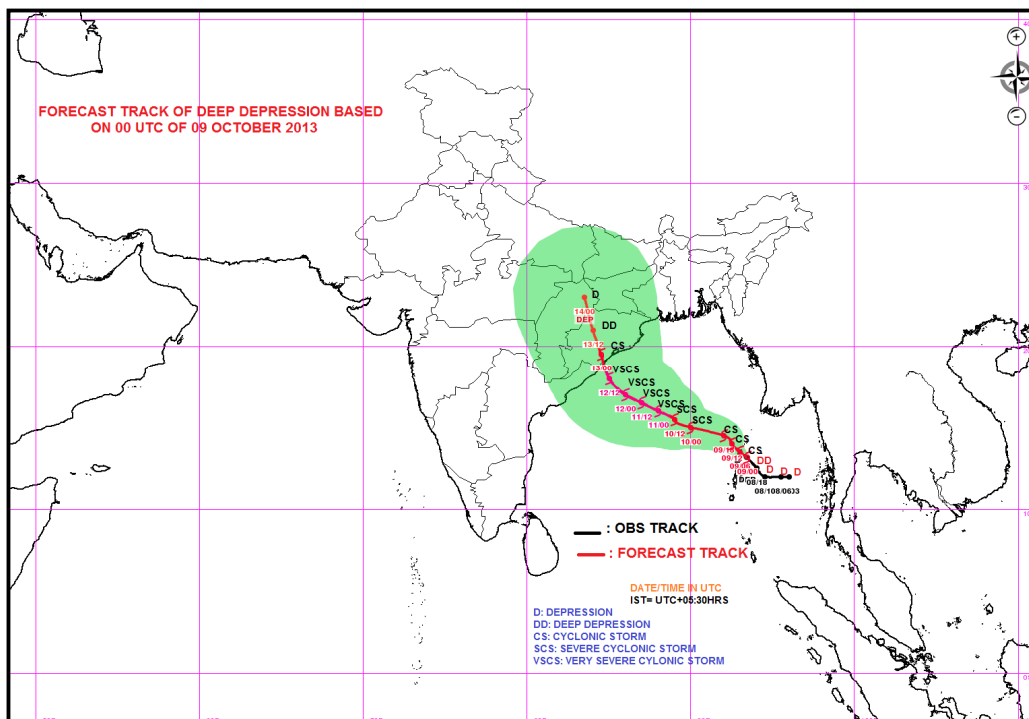 FORECAST TRACK OF DEEP DEPRESSION BASED
ON 00 UTC OF 09 OCTOBER 2013
D
14/00
DEP
DD
13/12
CS
13/00
VSCS
12/12
VSCS
12/00
VSCS
11/12
VSCS
11/00
SCS
10/12
SCS
10/00
CS
09/18
CS
09/12
CS
09/06
09/00
DD
08/18
D
D
D
: OBS TRACK
: FORECAST TRACK
DATE/TIME IN UTC
IST= UTC+05:30HRS
D: DEPRESSION
DD: DEEP DEPRESSION
CS: CYCLONIC STORM
SCS: SEVERE CYCLONIC STORM
VSCS: VERY SEVERE CYLONIC STORM